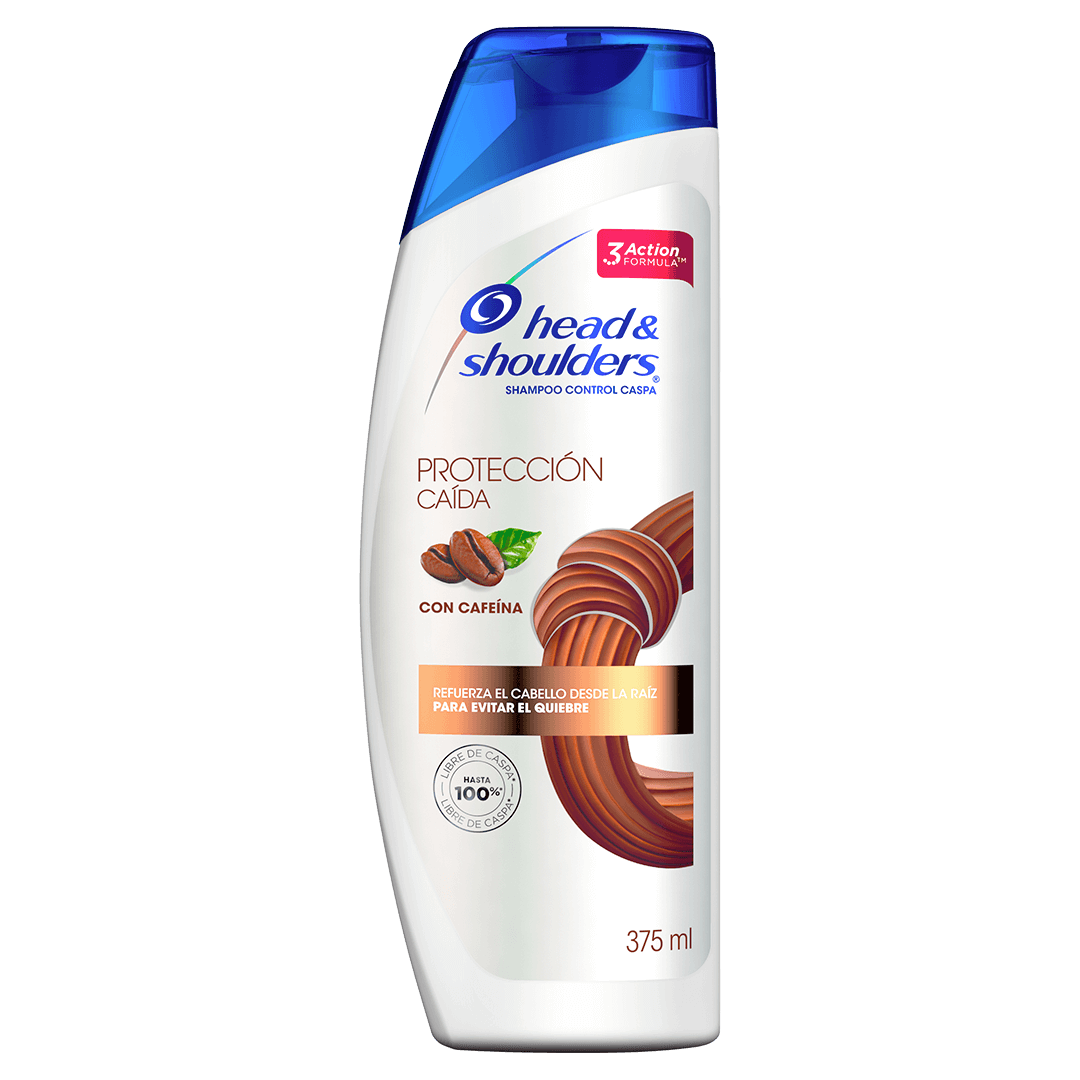 3 Action
FORMULA™
head &
shoulders®
SHAMPOO CONTROL CASPA
PROTECCIÓN
CAÍDA
CON CAFEÍNA
REFUERZA EL CABELLO DESDE LA RAÍZ
PARA EVITAR EL QUIEBRE
LIBRE DE CASPA*
HASTA
100%*
LIBRE DE CASPA*
375 ml